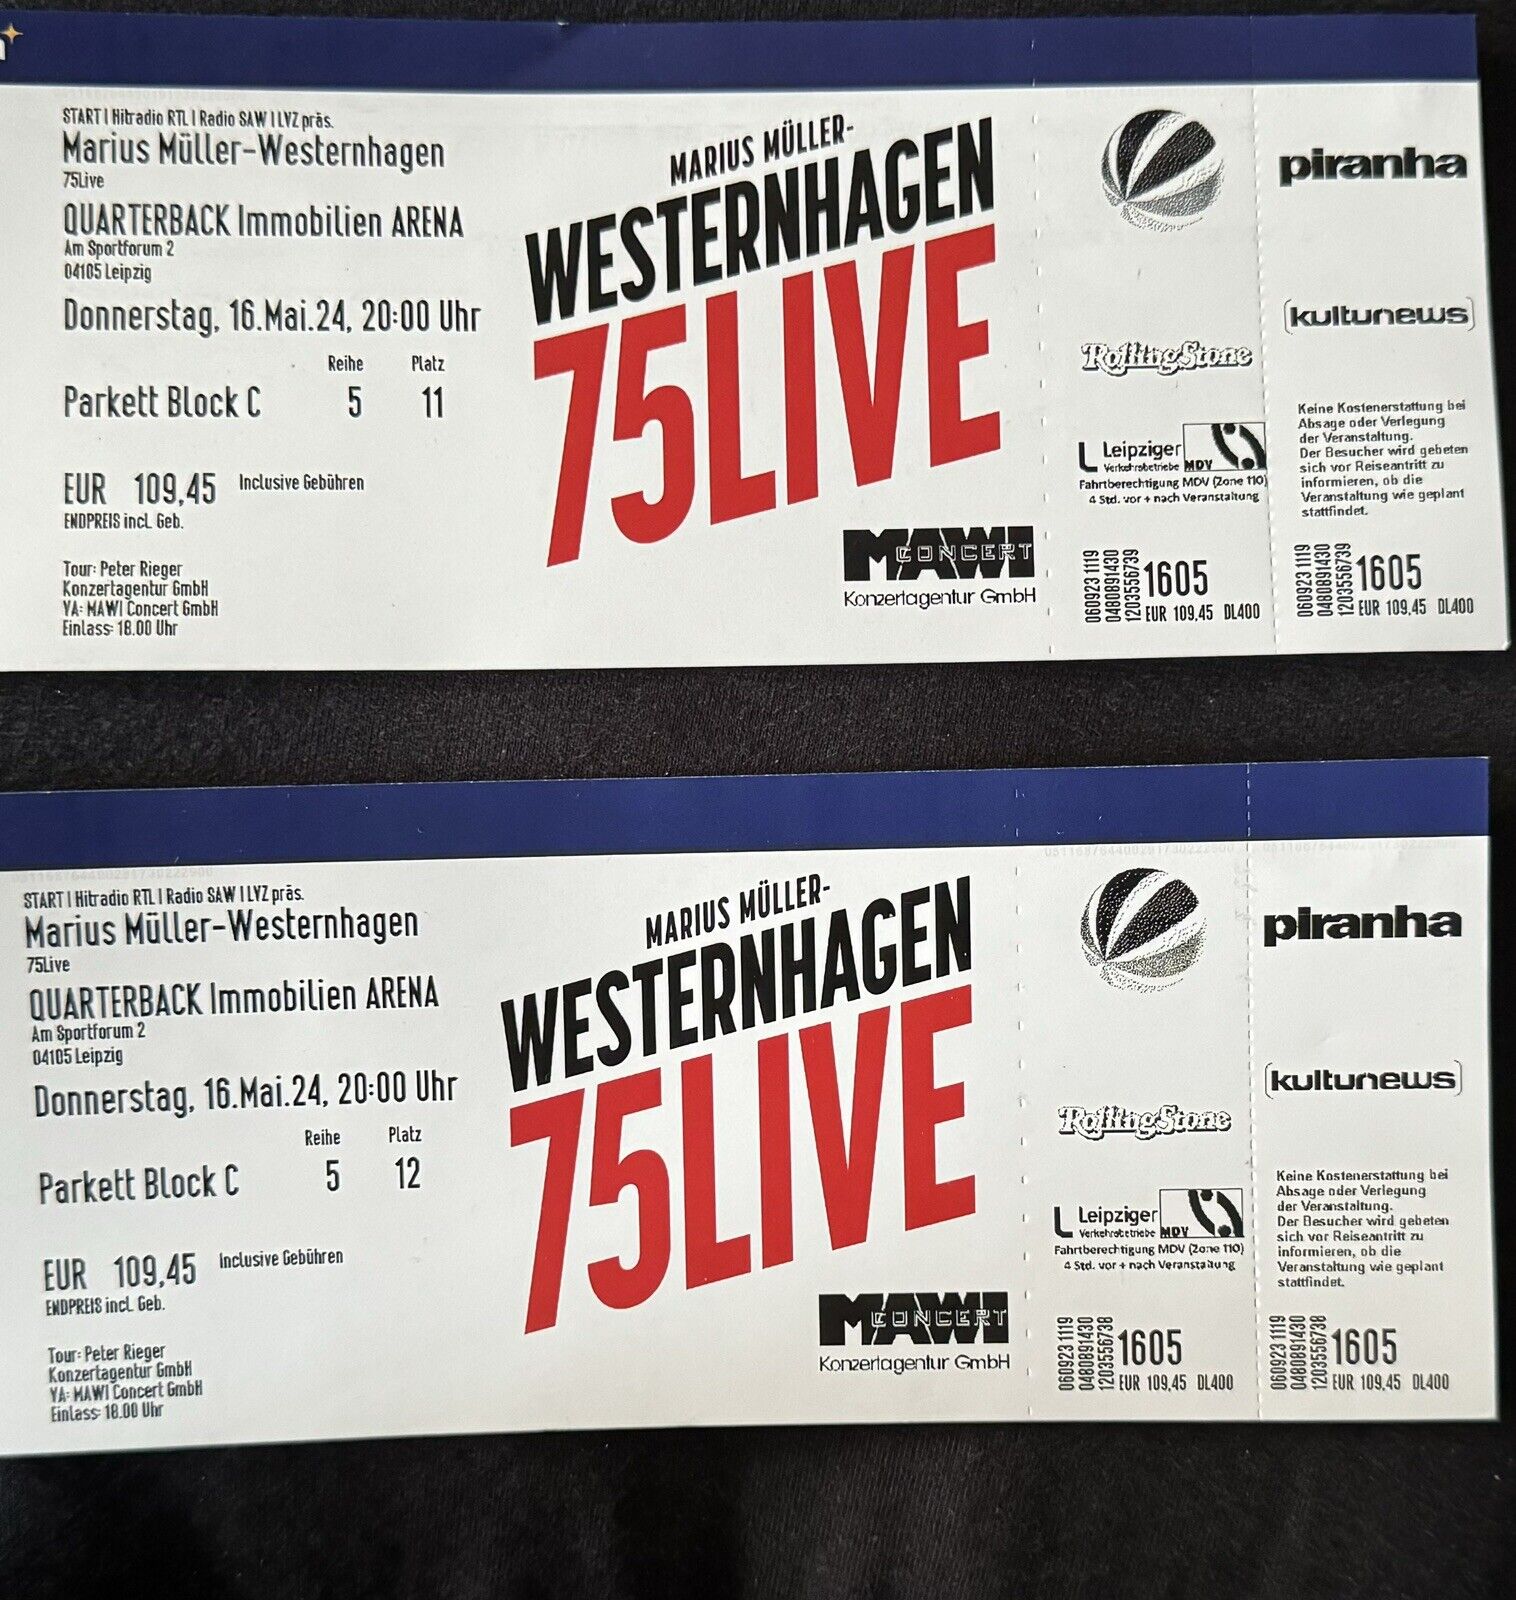 START | Hitradio RTL | Radio SAW | LVZ präs.
Marius Müller-Westernhagen
75Live
QUARTERBACK Immobilien ARENA
Am Sportforum 2
04105 Leipzig
Donnerstag, 16.Mai.24, 20:00 Uhr
Reihe Platz
Parkett Block C 5 11
EUR 109,45 Inclusive Gebühren
ENDPREIS incl. Geb.
Tour: Peter Rieger
Konzertagentur GmbH
VA: MAWI Concert GmbH
Einlass: 18.00 Uhr
MARIUS MÜLLER-
WESTERNHAGEN
75LIVE
MAWI
CONCERT
Konzertagentur GmbH
Rolling Stone
Leipziger
Verkehrsbetriebe MDV
Fahrtberechtigung MDV (Zone 110)
4 Std. vor + nach Veranstaltung
060923 1119
0480891430
1203556739
1605
EUR 109,45 DL400
piranha
kultunews
Keine Kostenerstattung bei
Absage oder Verlegung
der Veranstaltung.
Der Besucher wird gebeten
sich vor Reiseantritt zu
informieren, ob die
Veranstaltung wie geplant
stattfindet.
060923 1119
0480891430
1203556739
1605
EUR 109,45 DL400
START | Hitradio RTL | Radio SAW | LVZ präs.
Marius Müller-Westernhagen
75Live
QUARTERBACK Immobilien ARENA
Am Sportforum 2
04105 Leipzig
Donnerstag, 16.Mai.24, 20:00 Uhr
Reihe Platz
Parkett Block C 5 12
EUR 109,45 Inclusive Gebühren
ENDPREIS incl. Geb.
Tour: Peter Rieger
Konzertagentur GmbH
VA: MAWI Concert GmbH
Einlass: 18.00 Uhr
MARIUS MÜLLER-
WESTERNHAGEN
75LIVE
MAWI
CONCERT
Konzertagentur GmbH
Rolling Stone
Leipziger
Verkehrsbetriebe MDV
Fahrtberechtigung MDV (Zone 110)
4 Std. vor + nach Veranstaltung
060923 1119
0480891430
1203556738
1605
EUR 109,45 DL400
piranha
kultunews
Keine Kostenerstattung bei
Absage oder Verlegung
der Veranstaltung.
Der Besucher wird gebeten
sich vor Reiseantritt zu
informieren, ob die
Veranstaltung wie geplant
stattfindet.
060923 1119
0480891430
1203556738
1605
EUR 109,45 DL400